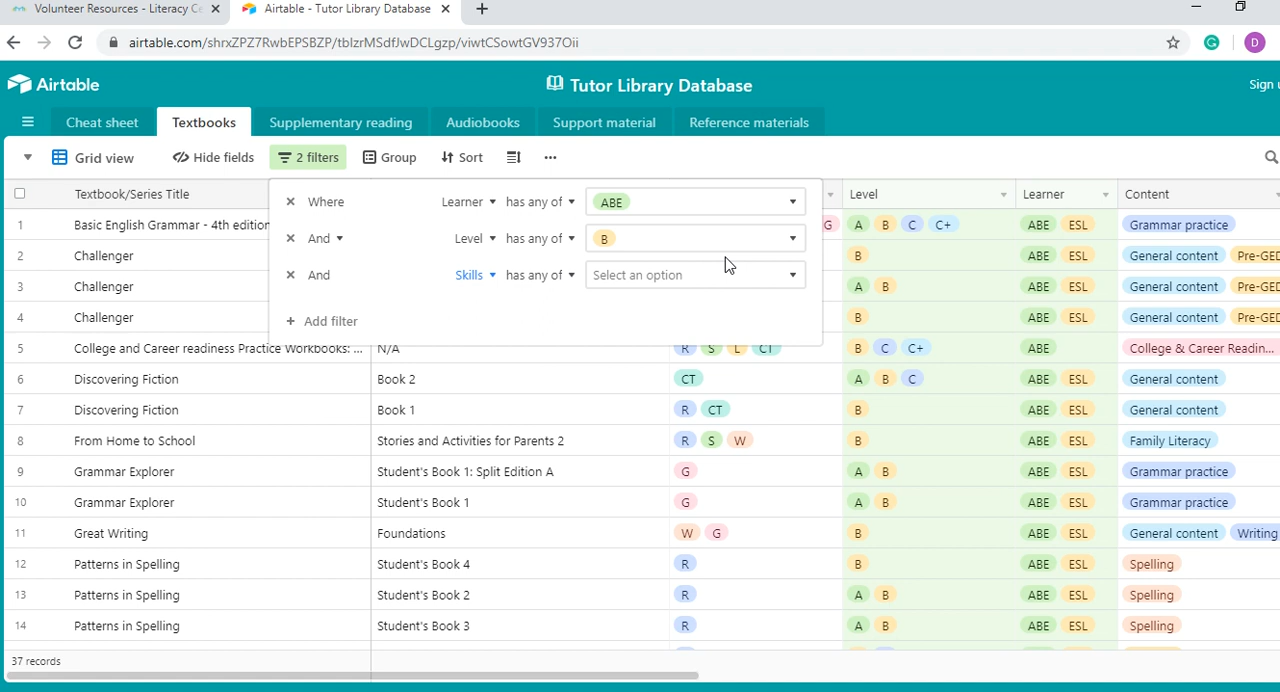 Volunteer Resources - Literacy Ce
Airtable - Tutor Library Database
airtable.com/shrxZPZ7RwbEPSBZP/tblzrMSdfJwDCLgzp/viwtCSowtGV937Oii
D
Airtable
Tutor Library Database
Sign u
Cheat sheet Textbooks Supplementary reading Audiobooks Support material Reference materials
Grid view Hide fields 2 filters Group Sort
Textbook/Series Title Level Learner Content
Where Learner has any of ABE
And Level has any of B
And Skills has any of Select an option
+ Add filter
1 Basic English Grammar - 4th edition G A B C C+ ABE ESL Grammar practice
2 Challenger B ABE ESL General content Pre-GED
3 Challenger A B ABE ESL General content Pre-GED
4 Challenger B ABE ESL General content Pre-GED
5 College and Career readiness Practice Workbooks: ... N/A R S L CT B C C+ ABE College & Career Readin...
6 Discovering Fiction Book 2 CT A B C ABE ESL General content
7 Discovering Fiction Book 1 R CT B ABE ESL General content
8 From Home to School Stories and Activities for Parents 2 R S W B ABE ESL Family Literacy
9 Grammar Explorer Student's Book 1: Split Edition A G A B ABE ESL Grammar practice
10 Grammar Explorer Student's Book 1 G A B ABE ESL Grammar practice
11 Great Writing Foundations W G B ABE ESL General content Writing
12 Patterns in Spelling Student's Book 4 R B ABE ESL Spelling
13 Patterns in Spelling Student's Book 2 R A B ABE ESL Spelling
14 Patterns in Spelling Student's Book 3 R A B ABE ESL Spelling
37 records